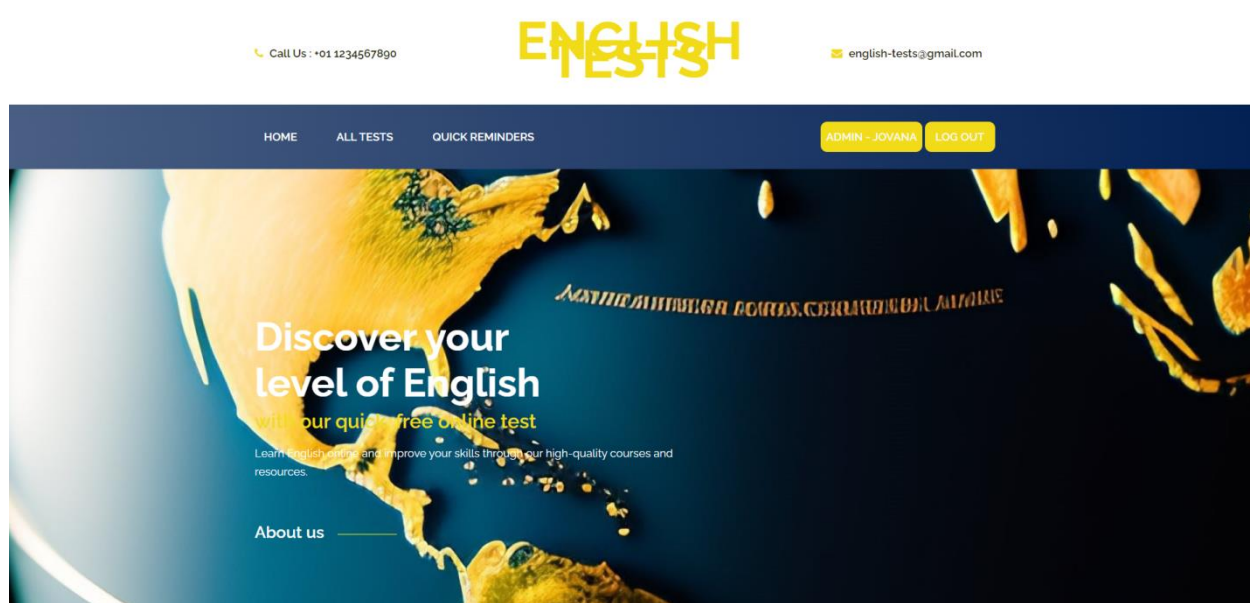 Call Us : +01 1234567890
ENGLISH
TESTS
english-tests@gmail.com
HOME
ALL TESTS
QUICK REMINDERS
ADMIN - JOVANA
LOG OUT
Discover your
level of English
with our quick, free online test
Learn English online and improve your skills through our high-quality courses and
resources.
About us